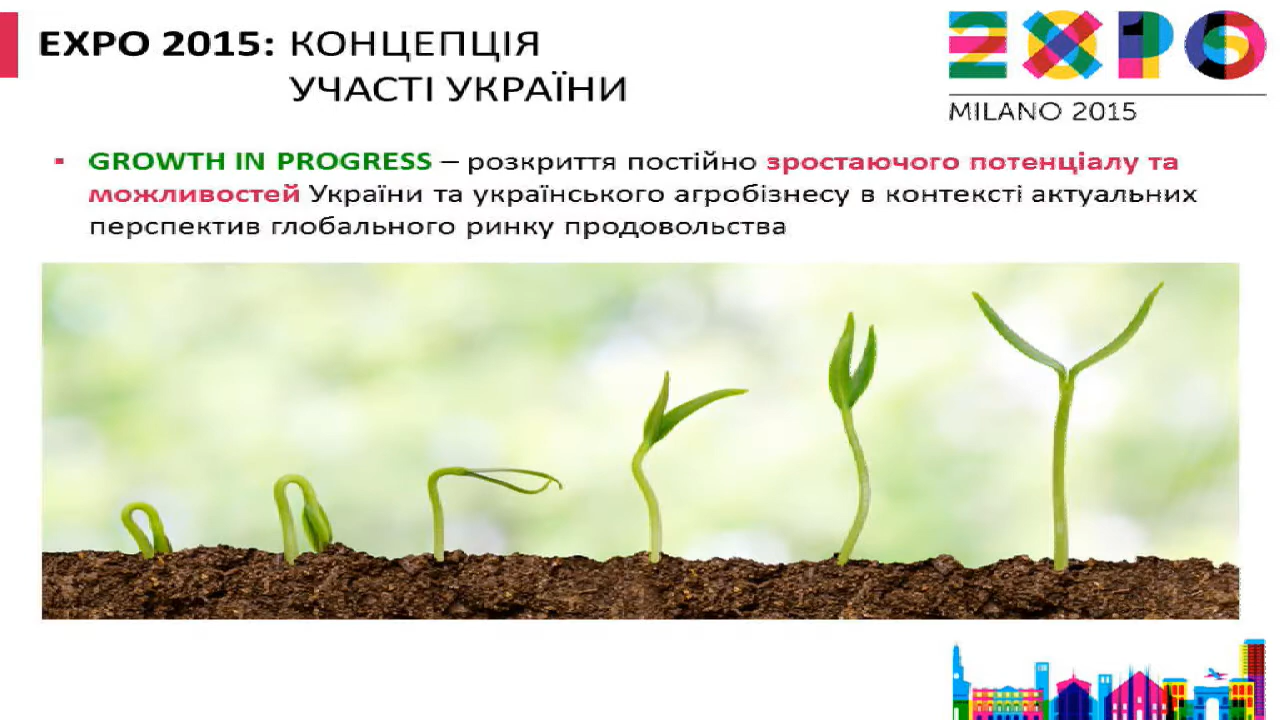 EXPO 2015: КОНЦЕПЦІЯ
УЧАСТІ УКРАЇНИ
EXPO
2015
MILANO 2015
▪ GROWTH IN PROGRESS – розкриття постійно зростаючого потенціалу та
можливостей України та українського агробізнесу в контексті актуальних
перспектив глобального ринку продовольства